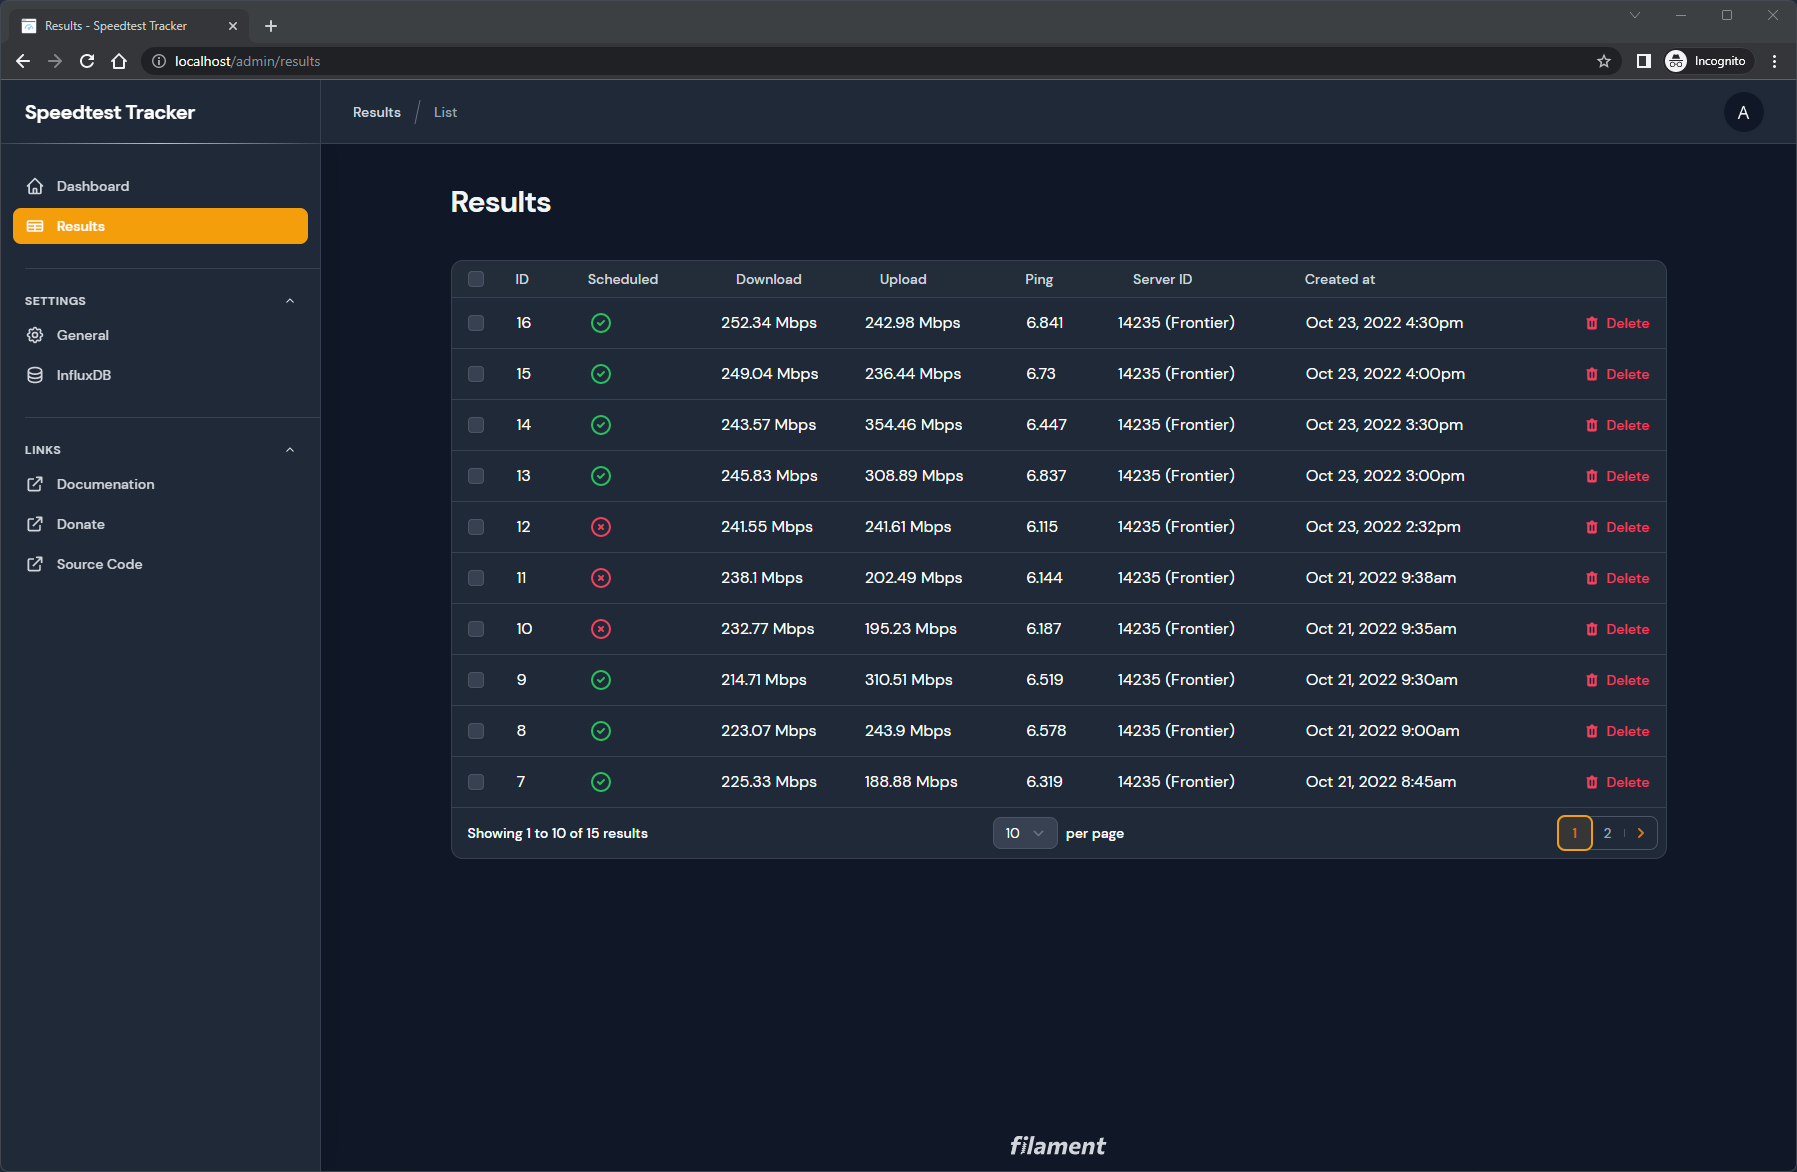 Results - Speedtest Tracker
localhost/admin/results
Incognito
Speedtest Tracker
Results / List
A
Dashboard
Results
SETTINGS
General
InfluxDB
LINKS
Documenation
Donate
Source Code
Results
ID Scheduled Download Upload Ping Server ID Created at
16 252.34 Mbps 242.98 Mbps 6.841 14235 (Frontier) Oct 23, 2022 4:30pm Delete
15 249.04 Mbps 236.44 Mbps 6.73 14235 (Frontier) Oct 23, 2022 4:00pm Delete
14 243.57 Mbps 354.46 Mbps 6.447 14235 (Frontier) Oct 23, 2022 3:30pm Delete
13 245.83 Mbps 308.89 Mbps 6.837 14235 (Frontier) Oct 23, 2022 3:00pm Delete
12 241.55 Mbps 241.61 Mbps 6.115 14235 (Frontier) Oct 23, 2022 2:32pm Delete
11 238.1 Mbps 202.49 Mbps 6.144 14235 (Frontier) Oct 21, 2022 9:38am Delete
10 232.77 Mbps 195.23 Mbps 6.187 14235 (Frontier) Oct 21, 2022 9:35am Delete
9 214.71 Mbps 310.51 Mbps 6.519 14235 (Frontier) Oct 21, 2022 9:30am Delete
8 223.07 Mbps 243.9 Mbps 6.578 14235 (Frontier) Oct 21, 2022 9:00am Delete
7 225.33 Mbps 188.88 Mbps 6.319 14235 (Frontier) Oct 21, 2022 8:45am Delete
Showing 1 to 10 of 15 results 10 per page 1 2
filament